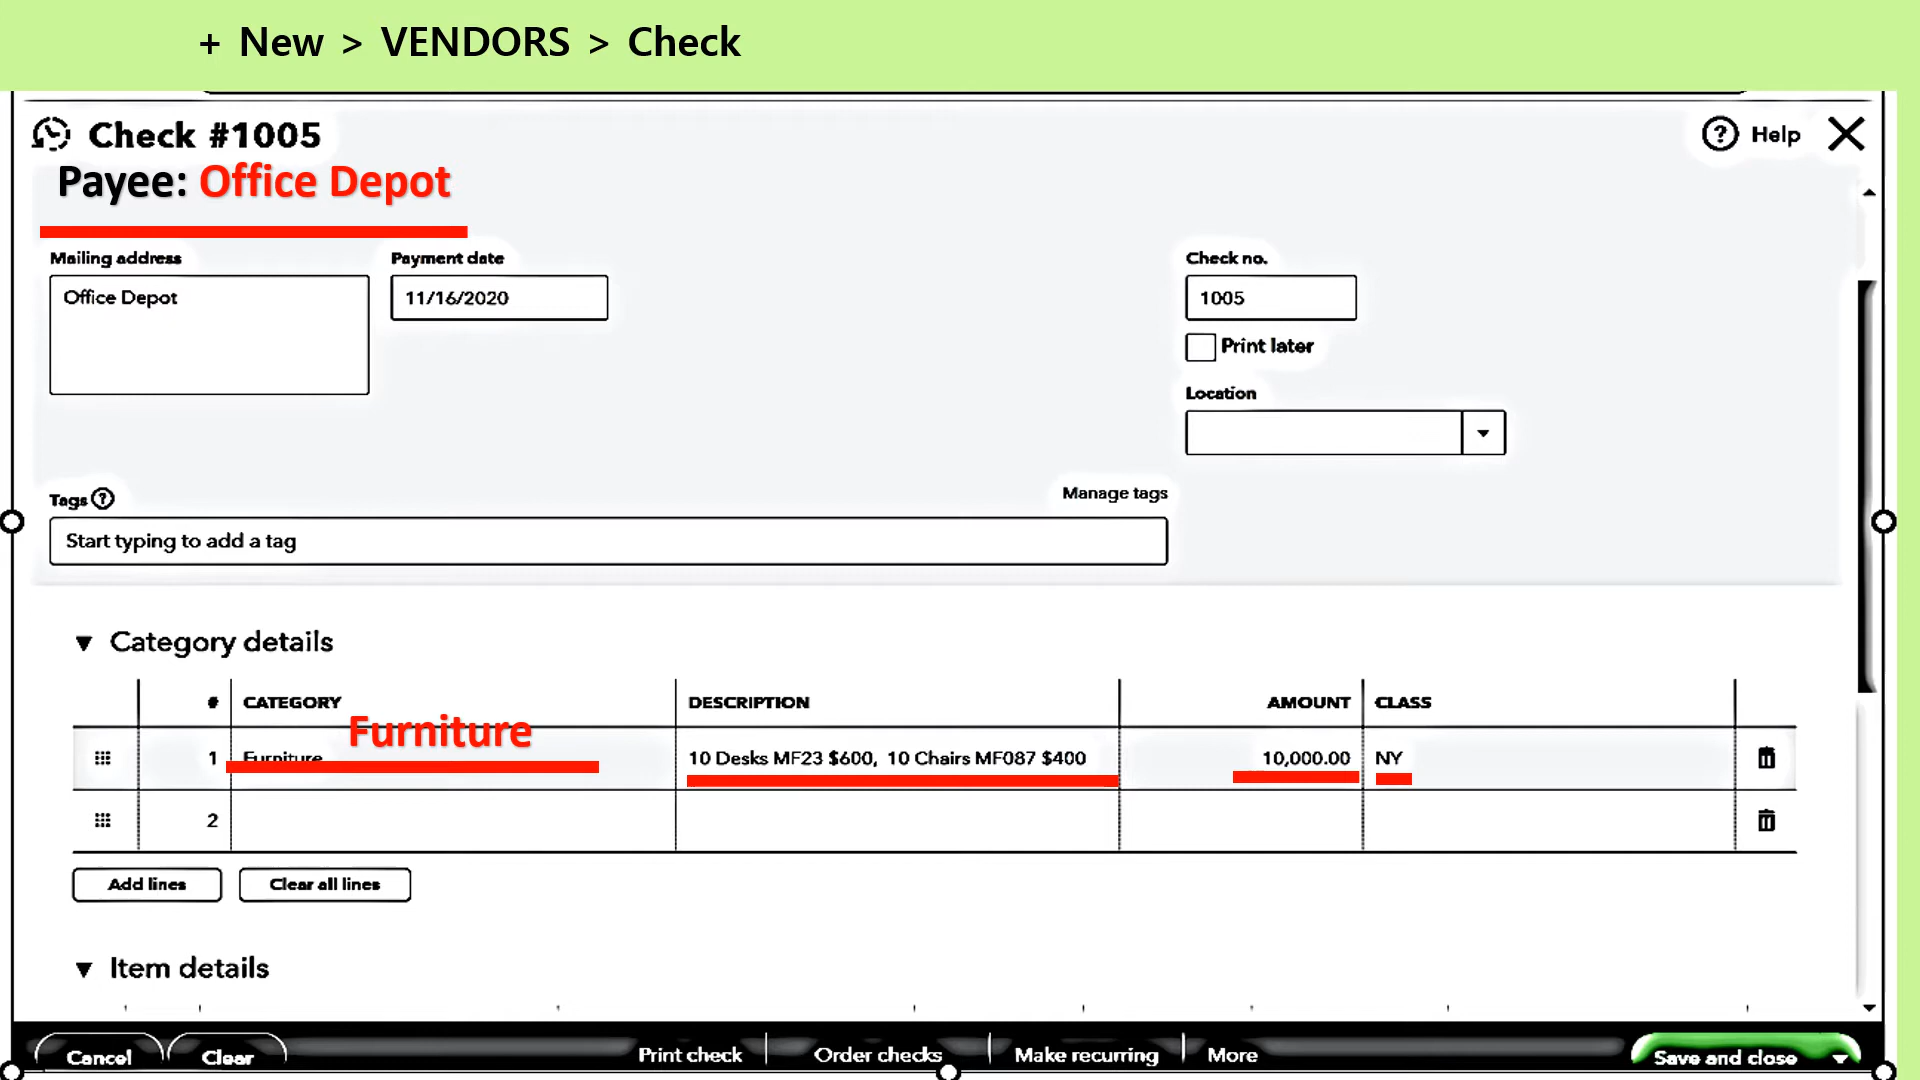 + New > VENDORS > Check
Check #1005
Help
Payee: Office Depot
Mailing address
Payment date
Check no.
Office Depot
11/16/2020
1005
Print later
Location
Tags
Manage tags
Start typing to add a tag
Category details
# CATEGORY DESCRIPTION AMOUNT CLASS
Furniture
1 Furniture 10 Desks MF23 $600, 10 Chairs MF087 $400 10,000.00 NY
2
Add lines Clear all lines
Item details
Cancel Clear Print check Order checks Make recurring More Save and close